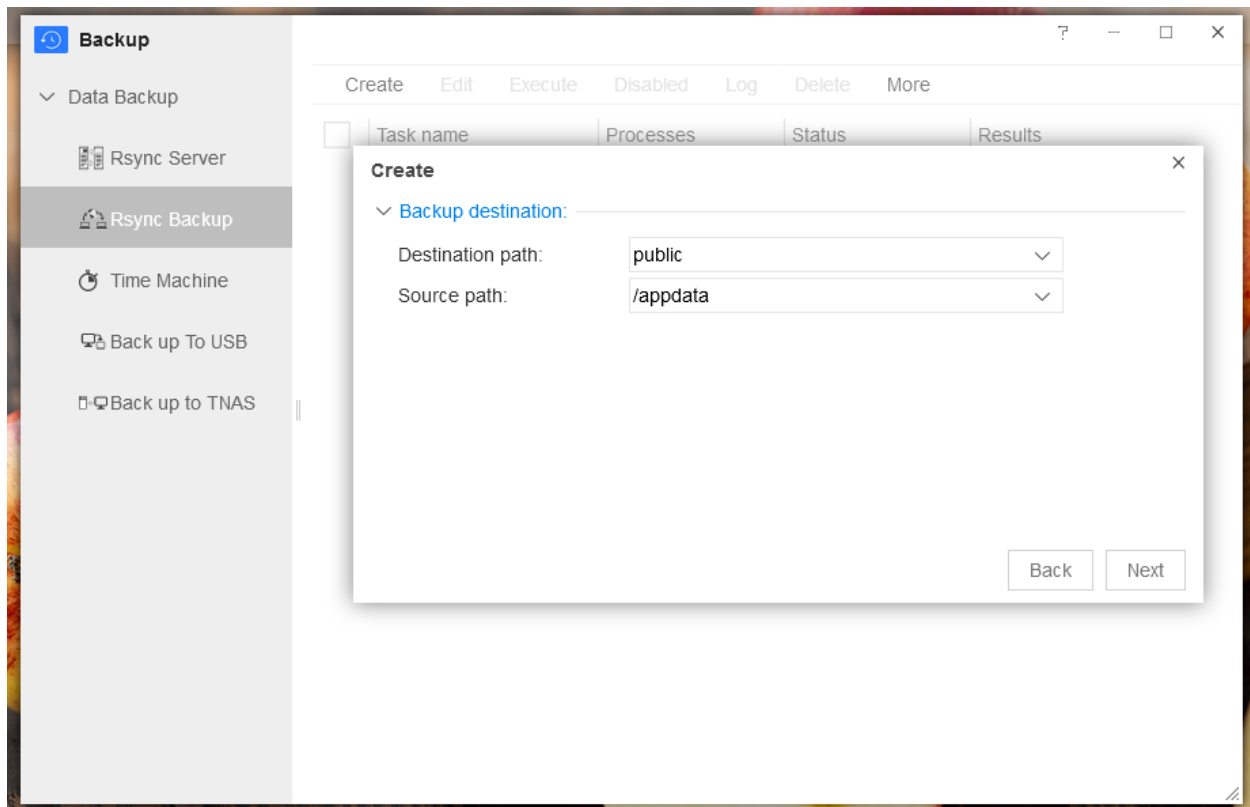 Backup
Data Backup
Rsync Server
Rsync Backup
Time Machine
Back up To USB
Back up to TNAS
?
Create Edit Execute Disabled Log Delete More
Task name Processes Status Results
Create
Backup destination:
Destination path: public
Source path: /appdata
Back Next